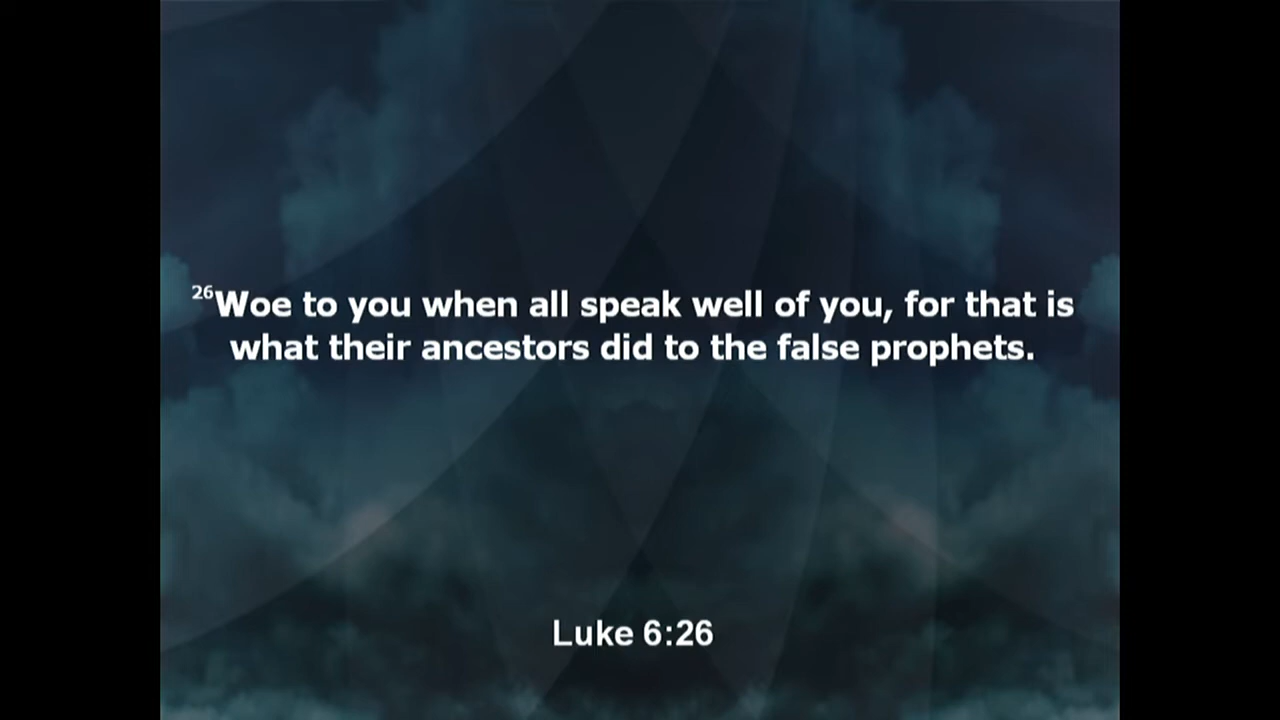 26Woe to you when all speak well of you, for that is
what their ancestors did to the false prophets.
Luke 6:26